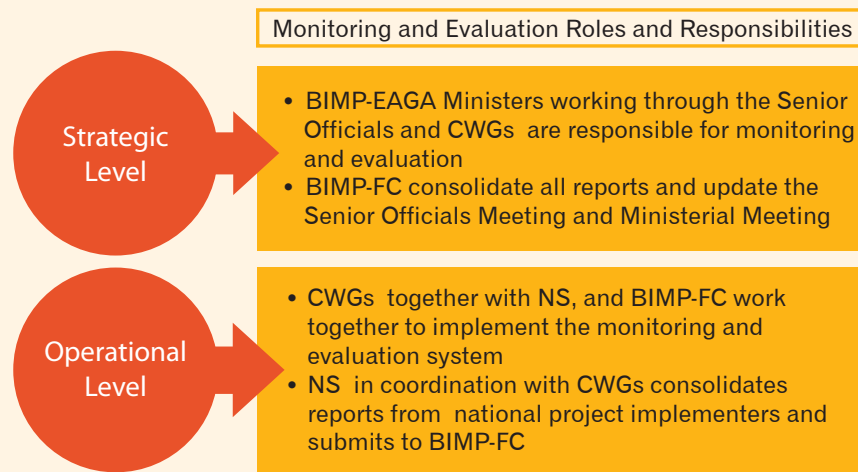 Monitoring and Evaluation Roles and Responsibilities
Strategic
Level
• BIMP-EAGA Ministers working through the Senior
Officials and CWGs are responsible for monitoring
and evaluation
• BIMP-FC consolidate all reports and update the
Senior Officials Meeting and Ministerial Meeting
Operational
Level
• CWGs together with NS, and BIMP-FC work
together to implement the monitoring and
evaluation system
• NS in coordination with CWGs consolidates
reports from national project implementers and
submits to BIMP-FC